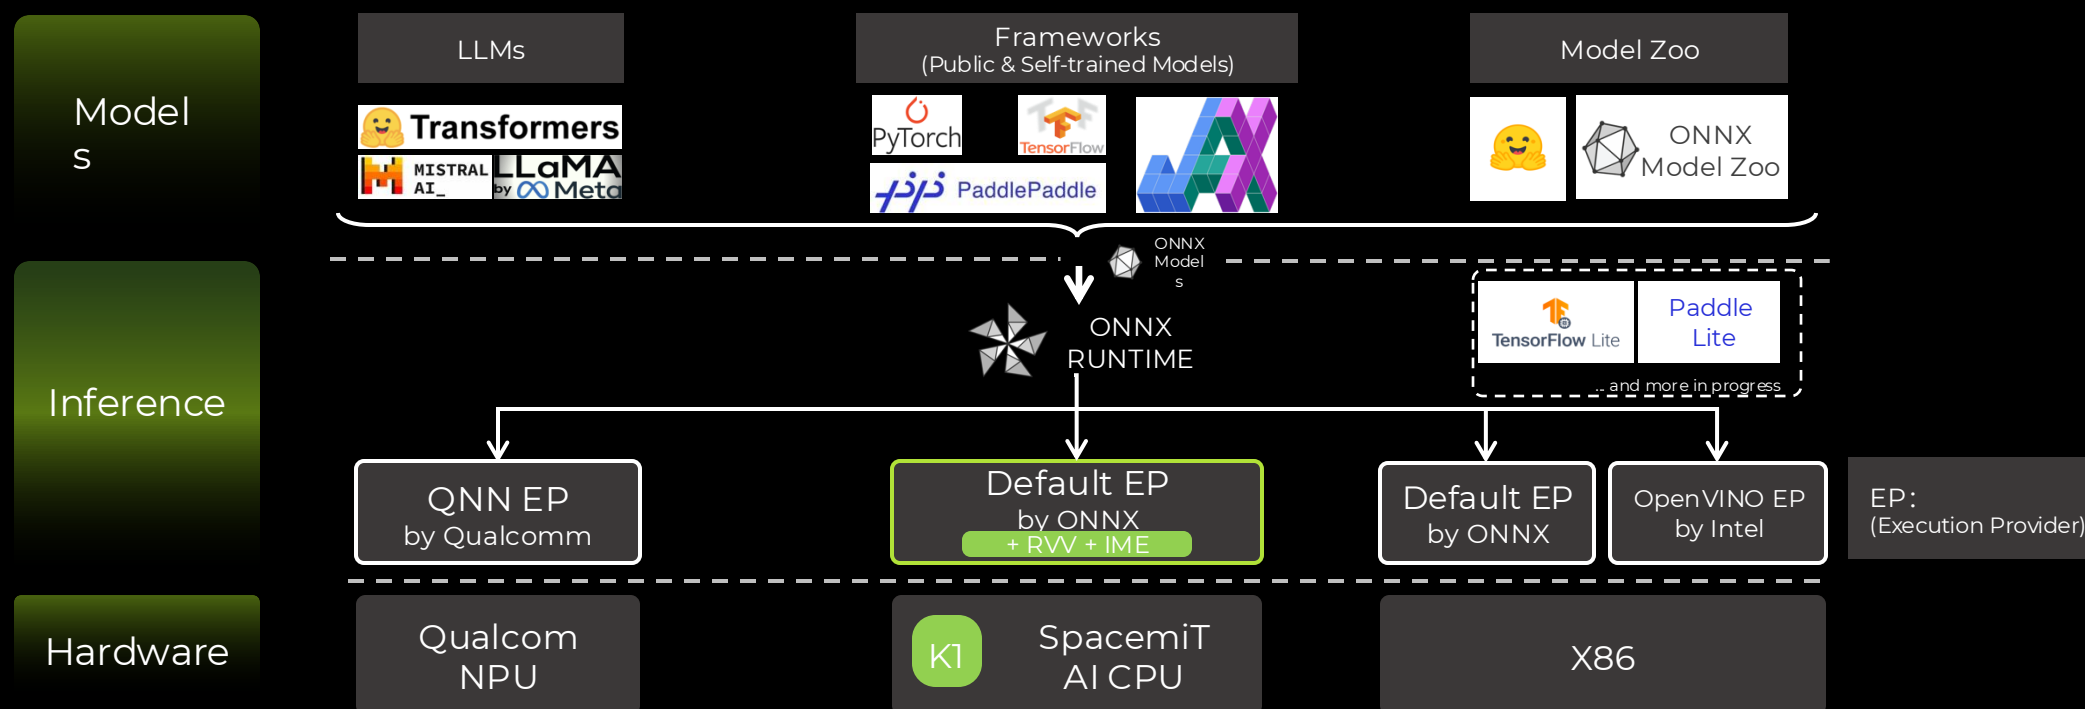 Model
s
LLMs
Frameworks
(Public & Self-trained Models)
Model Zoo
Transformers
MISTRAL
AI_
LLaMA
by Meta
PyTorch
TensorFlow
PaddlePaddle
ONNX
Model Zoo
ONNX
Model
s
Inference
ONNX
RUNTIME
TensorFlow Lite
Paddle
Lite
... and more in progress
QNN EP
by Qualcomm
Default EP
by ONNX
+ RVV + IME
Default EP
by ONNX
OpenVINO EP
by Intel
EP:
(Execution Provider)
Hardware
Qualcom
NPU
K1
SpacemiT
AI CPU
X86